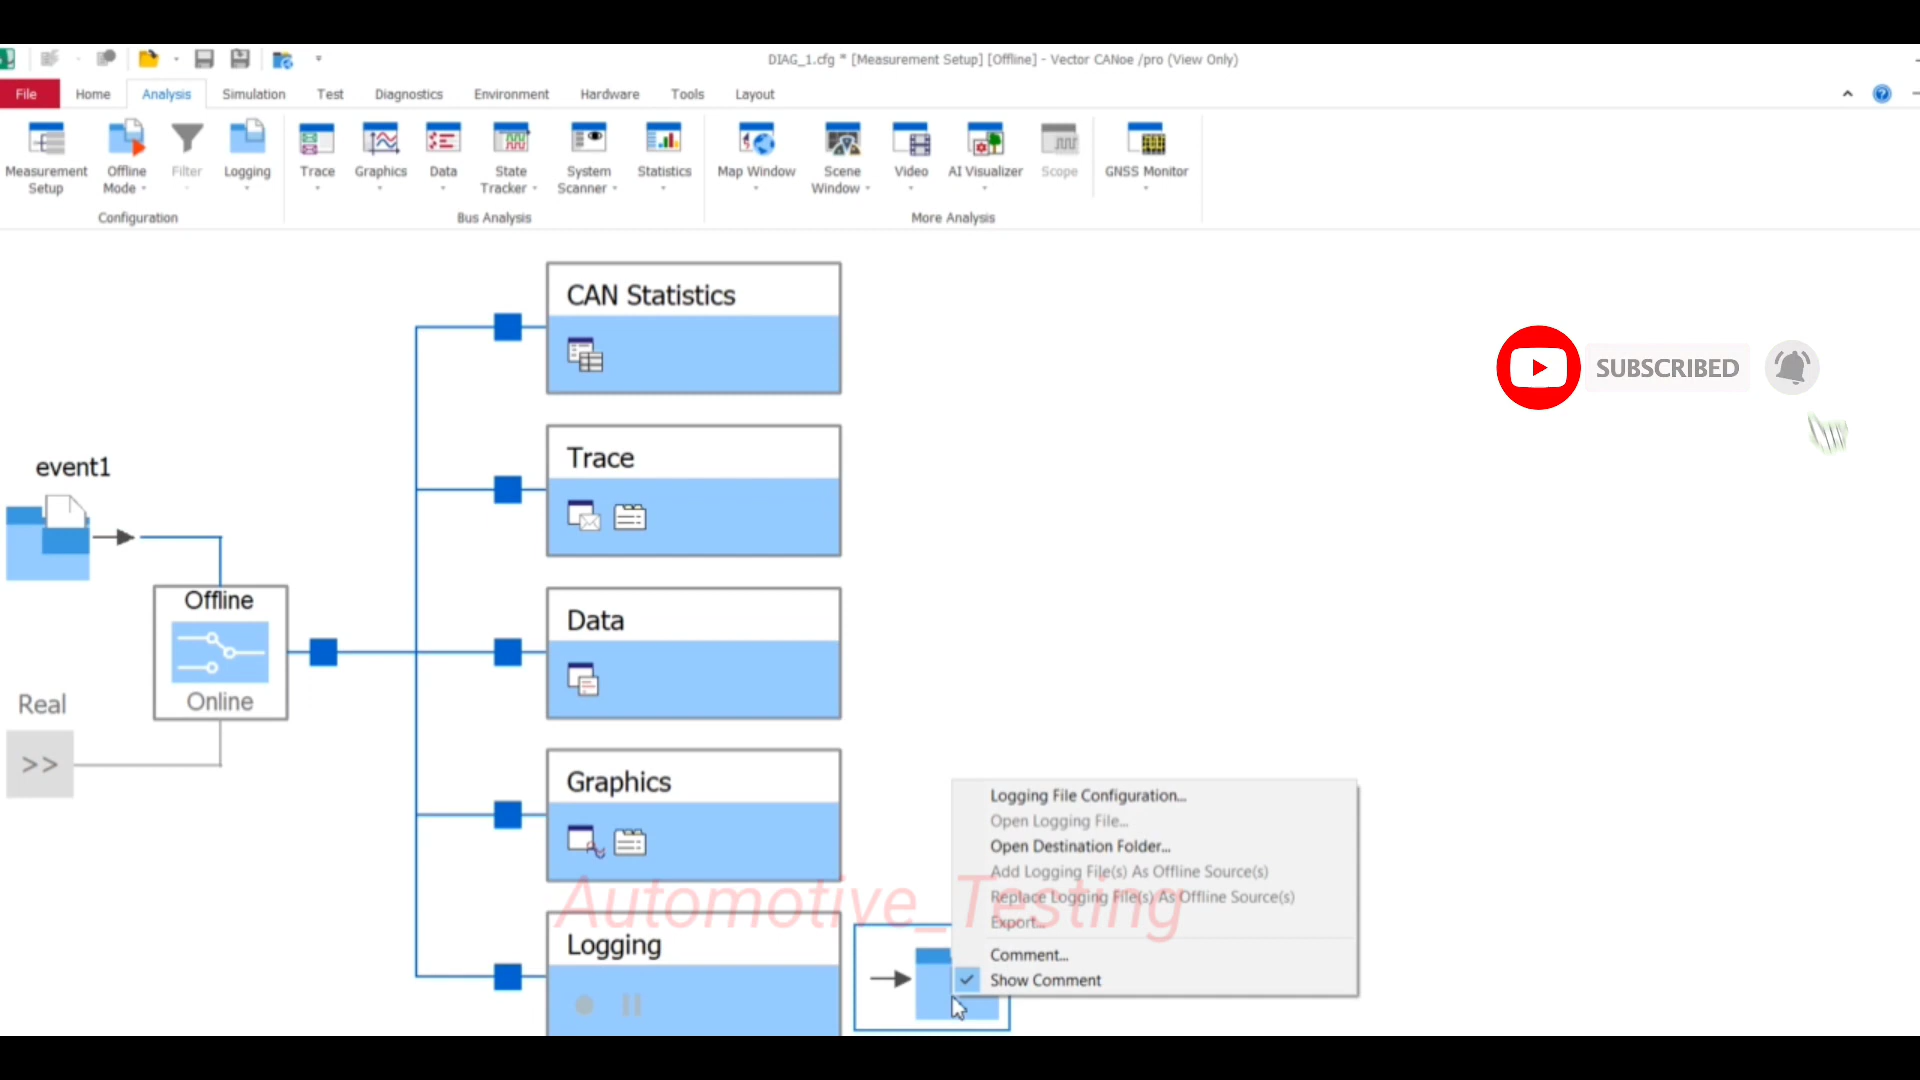 DIAG_1.cfg * [Measurement Setup] [Offline] - Vector CANoe /pro (View Only)
File Home Analysis Simulation Test Diagnostics Environment Hardware Tools Layout
Measurement Setup
Offline Mode
Filter
Logging
Trace
Graphics
Data
State Tracker
System Scanner
Statistics
Map Window
Scene Window
Video
AI Visualizer
Scope
GNSS Monitor
Configuration
Bus Analysis
More Analysis
CAN Statistics
SUBSCRIBED
Trace
event1
Offline
Online
Data
Real
>>
Graphics
Logging File Configuration...
Open Logging File...
Open Destination Folder...
Add Logging File(s) As Offline Source(s)
Replace Logging File(s) As Offline Source(s)
Export...
Comment...
Show Comment
Automotive_Testing
Logging